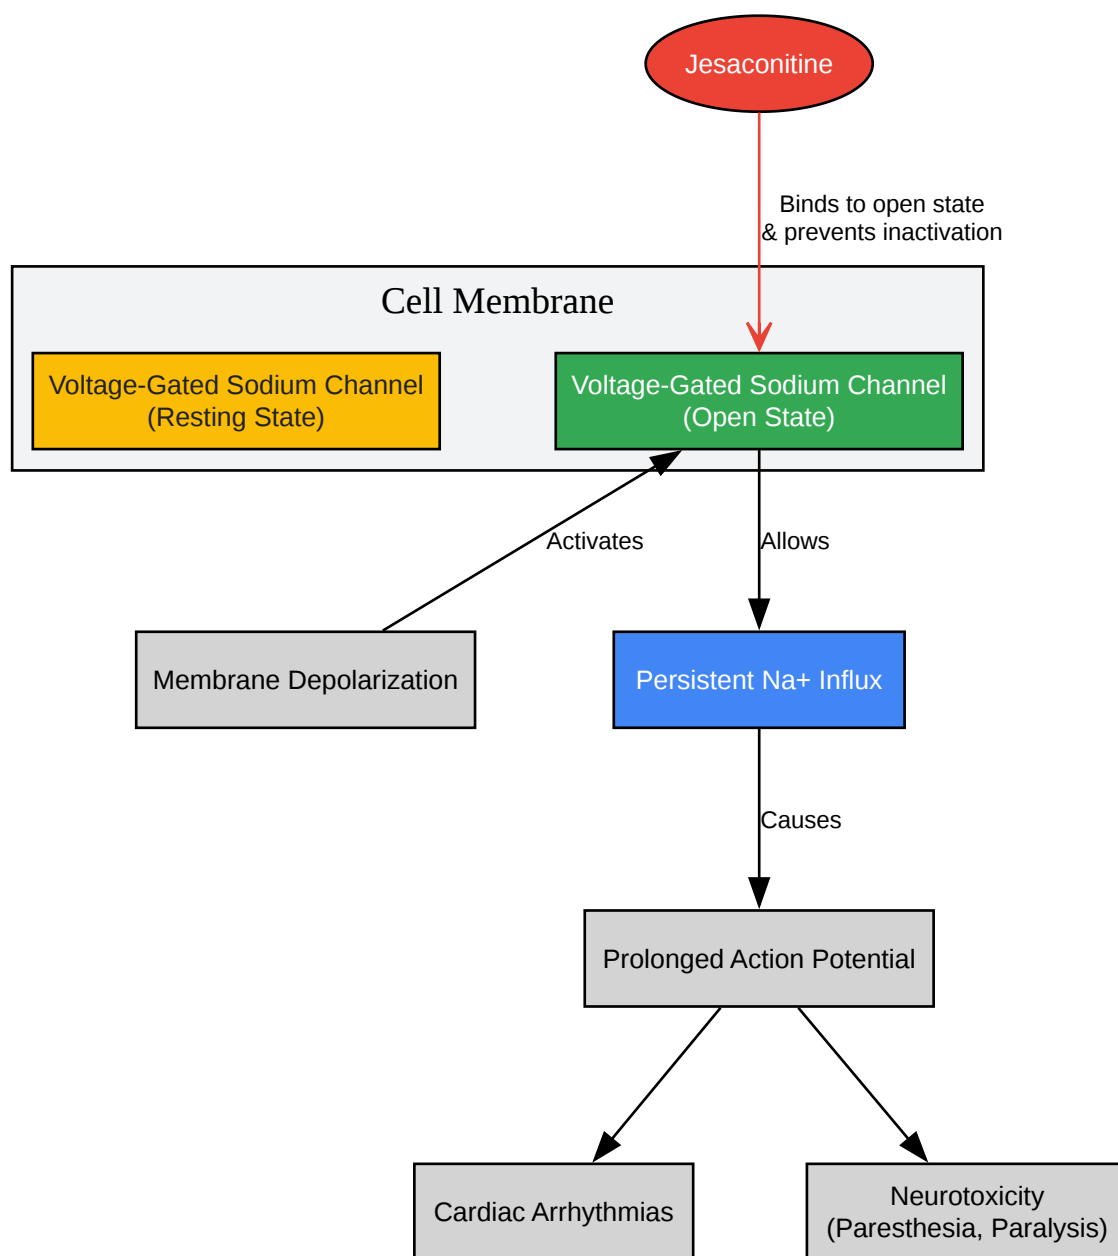 Jesaconitine
Binds to open state
& prevents inactivation
Cell Membrane
Voltage-Gated Sodium Channel
(Resting State)
Voltage-Gated Sodium Channel
(Open State)
Activates
Allows
Membrane Depolarization
Persistent Na+ Influx
Causes
Prolonged Action Potential
Cardiac Arrhythmias
Neurotoxicity
(Paresthesia, Paralysis)